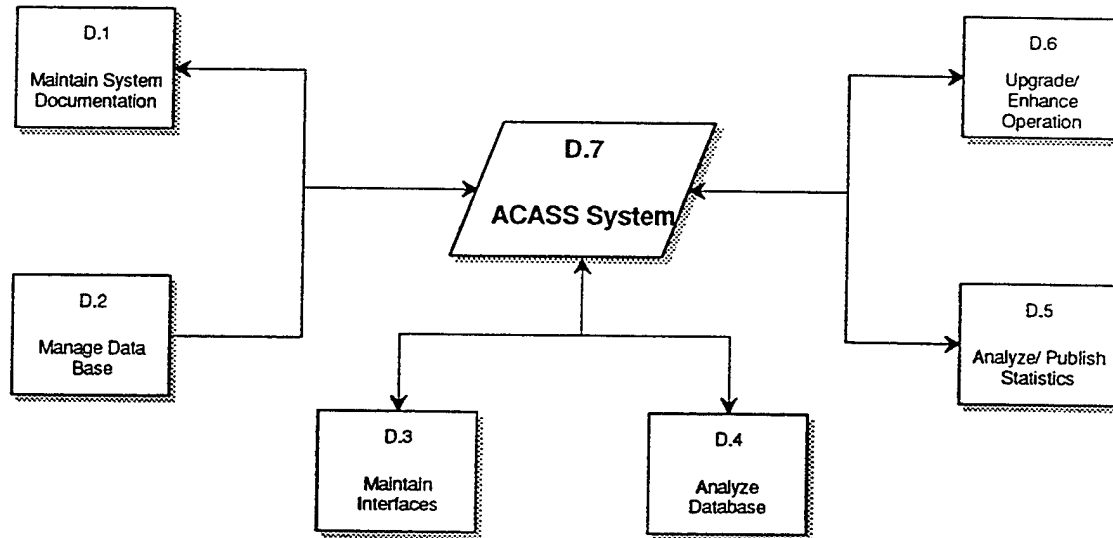 D.1
Maintain System
Documentation
D.6
Upgrade/
Enhance
Operation
D.7
ACASS System
D.2
Manage Data
Base
D.5
Analyze/ Publish
Statistics
D.3
Maintain
Interfaces
D.4
Analyze
Database